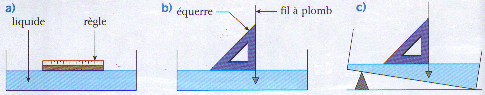 a)
liquide
règle
b)
équerre
fil à plomb
c)